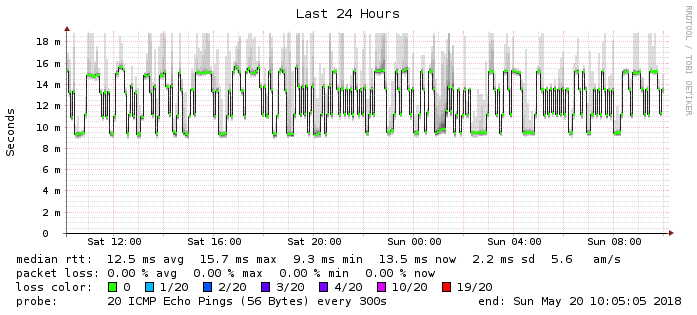 Last 24 Hours
RRDTOOL / TOBI OETIKER
Seconds
18 m
16 m
14 m
12 m
10 m
8 m
6 m
4 m
2 m
0
Sat 12:00 Sat 16:00 Sat 20:00 Sun 00:00 Sun 04:00 Sun 08:00
median rtt: 12.5 ms avg 15.7 ms max 9.3 ms min 13.5 ms now 2.2 ms sd 5.6 am/s
packet loss: 0.00 % avg 0.00 % max 0.00 % min 0.00 % now
loss color: 0 1/20 2/20 3/20 4/20 10/20 19/20
probe: 20 ICMP Echo Pings (56 Bytes) every 300s end: Sun May 20 10:05:05 2018